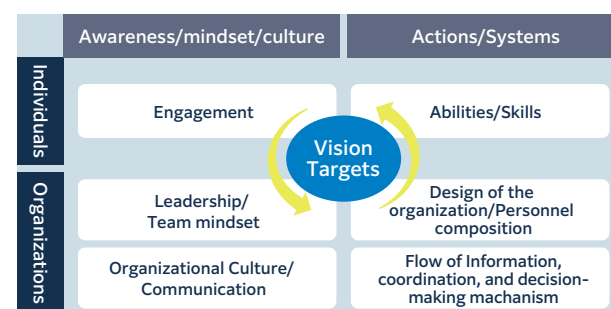 Awareness/mindset/culture
Actions/Systems
Individuals
Engagement
Abilities/Skills
Vision
Targets
Organizations
Leadership/
Team mindset
Design of the
organization/Personnel
composition
Organizational Culture/
Communication
Flow of Information,
coordination, and decision-
making machanism